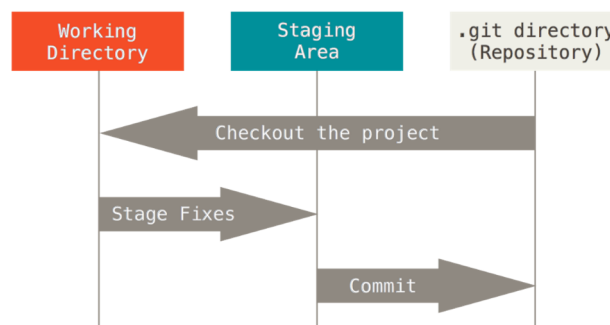 Working
Directory
Staging
Area
.git directory
(Repository)
Checkout the project
Stage Fixes
Commit